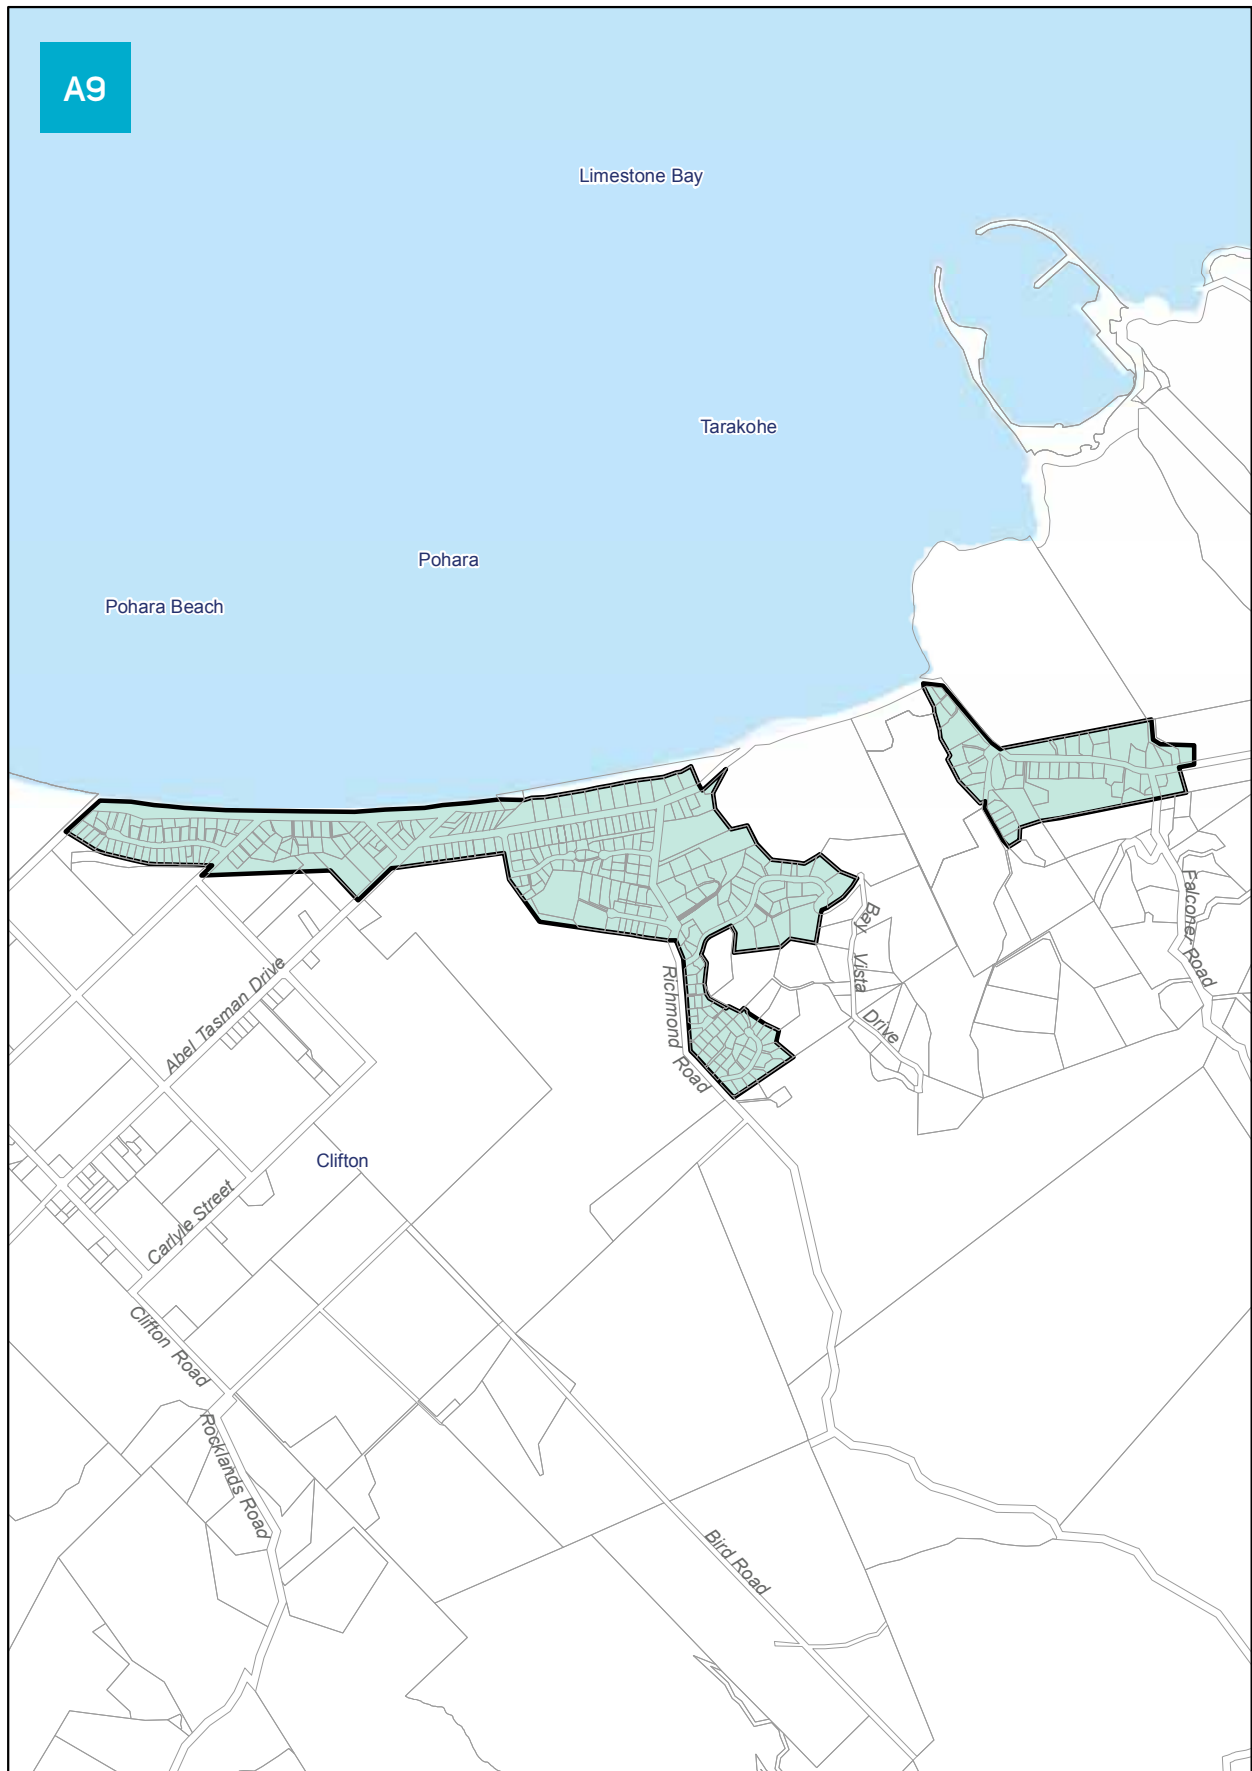 A9
Limestone Bay
Tarakohe
Pohara
Pohara Beach
Falconer Road
Bay Vista Drive
Abel Tasman Drive
Richmond Road
Clifton
Carlyle Street
Clifton Road
Rocklands Road
Bird Road